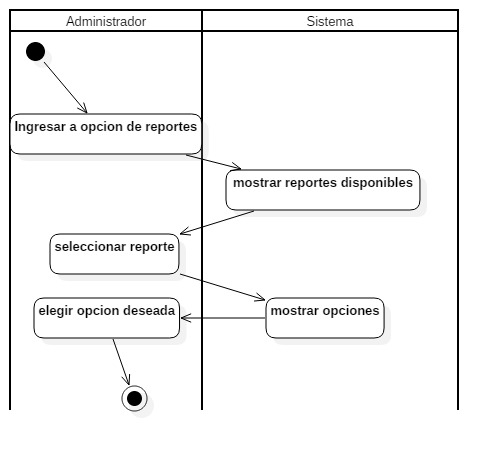 Administrador
Sistema
Ingresar a opcion de reportes
mostrar reportes disponibles
seleccionar reporte
elegir opcion deseada
mostrar opciones